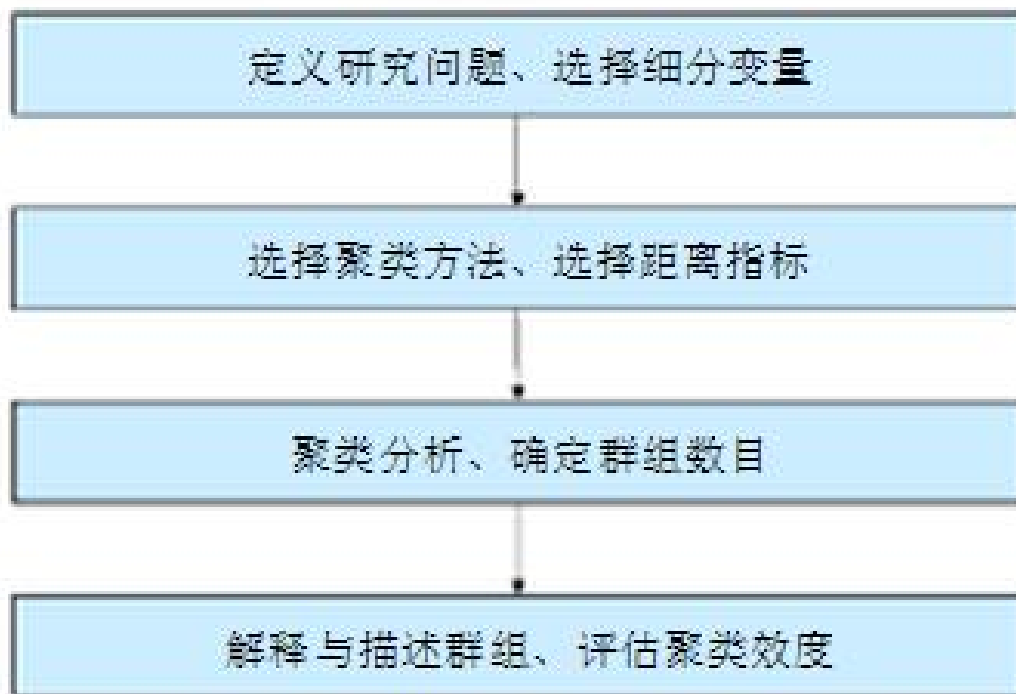 定义研究问题、选择细分变量
选择聚类方法、选择距离指标
聚类分析、确定群组数目
解释与描述群组、评估聚类效度